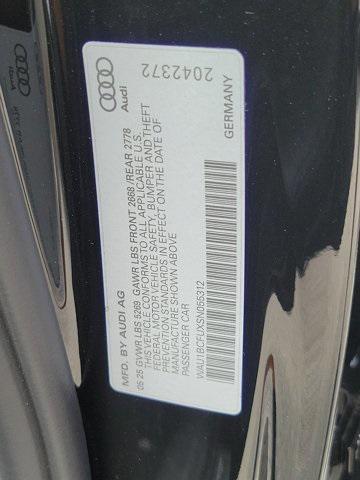 MFD. BY AUDI AG
05 25 GVWR LBS 5269 GAWR LBS FRONT 2668 /REAR 2778
THIS VEHICLE CONFORMS TO ALL APPLICABLE U.S.
FEDERAL MOTOR VEHICLE SAFETY, BUMPER AND THEFT
PREVENTION STANDARDS IN EFFECT ON THE DATE OF
MANUFACTURE SHOWN ABOVE
PASSENGER CAR
WAU1BCFUXSN055312
GERMANY
Audi
2042372